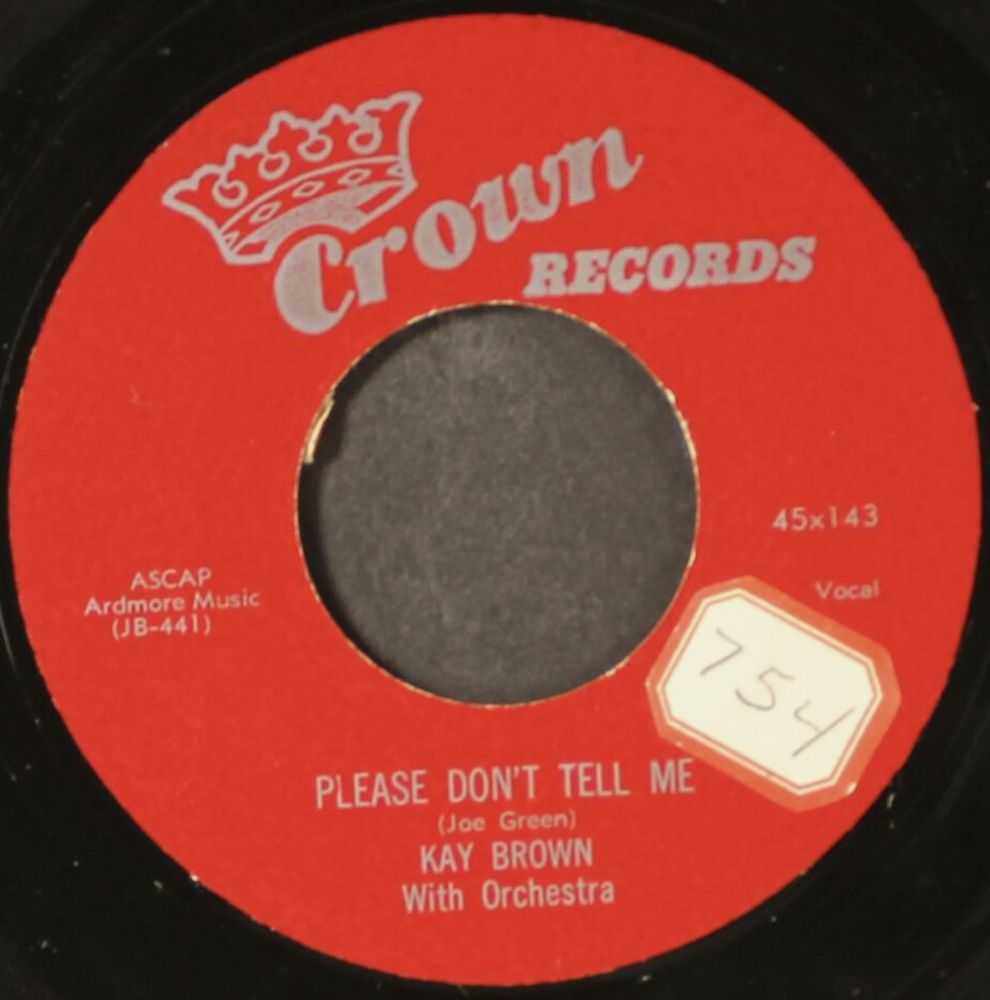 Crown
RECORDS
45x143
ASCAP
Ardmore Music
(JB-441)
Vocal
754
PLEASE DON'T TELL ME
(Joe Green)
KAY BROWN
With Orchestra